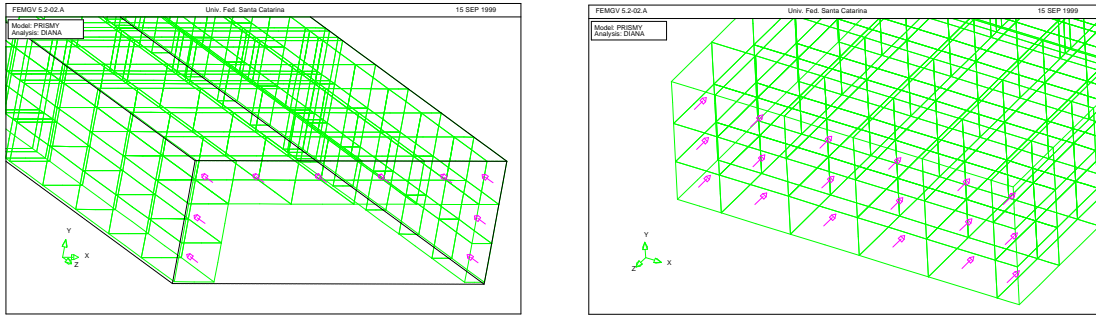 FEMGV 5.2-02.A Univ. Fed. Santa Catarina 15 SEP 1999
Model: PRISMY
Analysis: DIANA
Y
X
Z
FEMGV 5.2-02.A Univ. Fed. Santa Catarina 15 SEP 1999
Model: PRISMY
Analysis: DIANA
Y
Z X